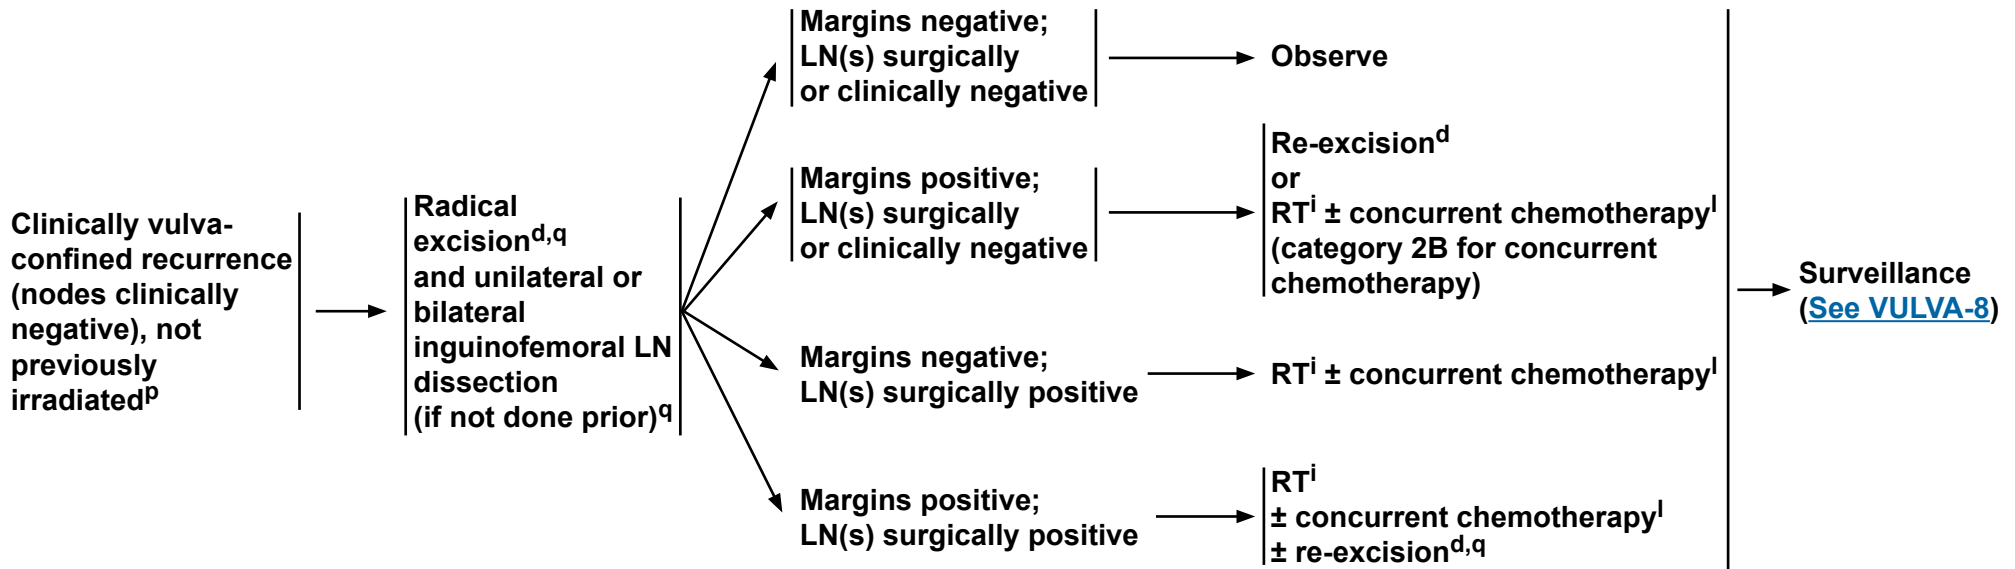 Clinically vulva-
confined recurrence
(nodes clinically
negative), not
previously
irradiatedp
Radical
excisiond,q
and unilateral or
bilateral
inguinofemoral LN
dissection
(if not done prior)q
Margins negative;
LN(s) surgically
or clinically negative
Observe
Margins positive;
LN(s) surgically
or clinically negative
Re-excisiond
or
RTi ± concurrent chemotherapyl
(category 2B for concurrent
chemotherapy)
Margins negative;
LN(s) surgically positive
RTi ± concurrent chemotherapyl
Margins positive;
LN(s) surgically positive
RTi
± concurrent chemotherapyl
± re-excisiond,q
Surveillance
(See VULVA-8)